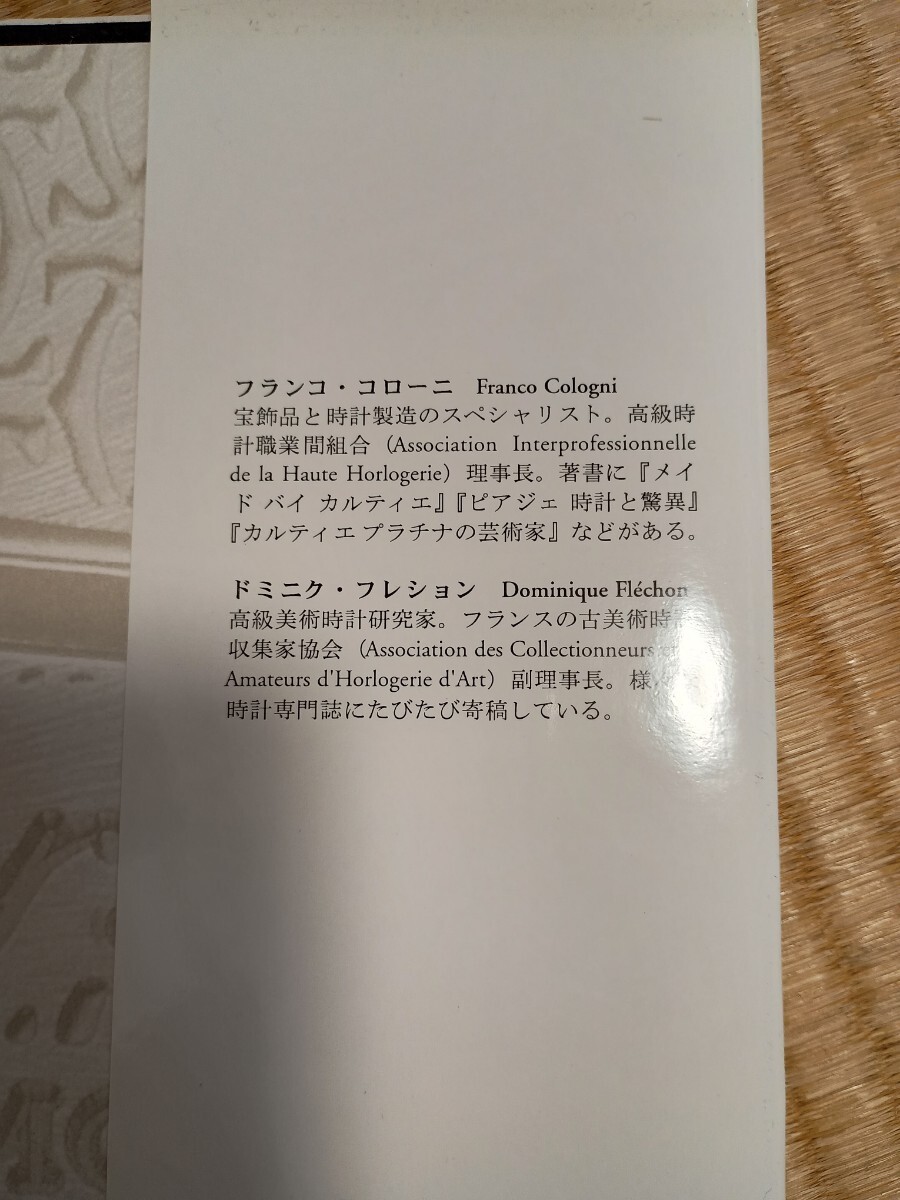 フランコ・コローニ　Franco Cologni
宝飾品と時計製造のスペシャリスト。高級時
計職業間組合（Association Interprofessionnelle
de la Haute Horlogerie）理事長。著書に『メイ
ド バイ カルティエ』『ピアジェ 時計と驚異』
『カルティエ プラチナの芸術家』などがある。
ドミニク・フレション　Dominique Fléchon
高級美術時計研究家。フランスの古美術時計
収集家協会（Association des Collectionneurs et
Amateurs d'Horlogerie d'Art）副理事長。様
時計専門誌にたびたび寄稿している。